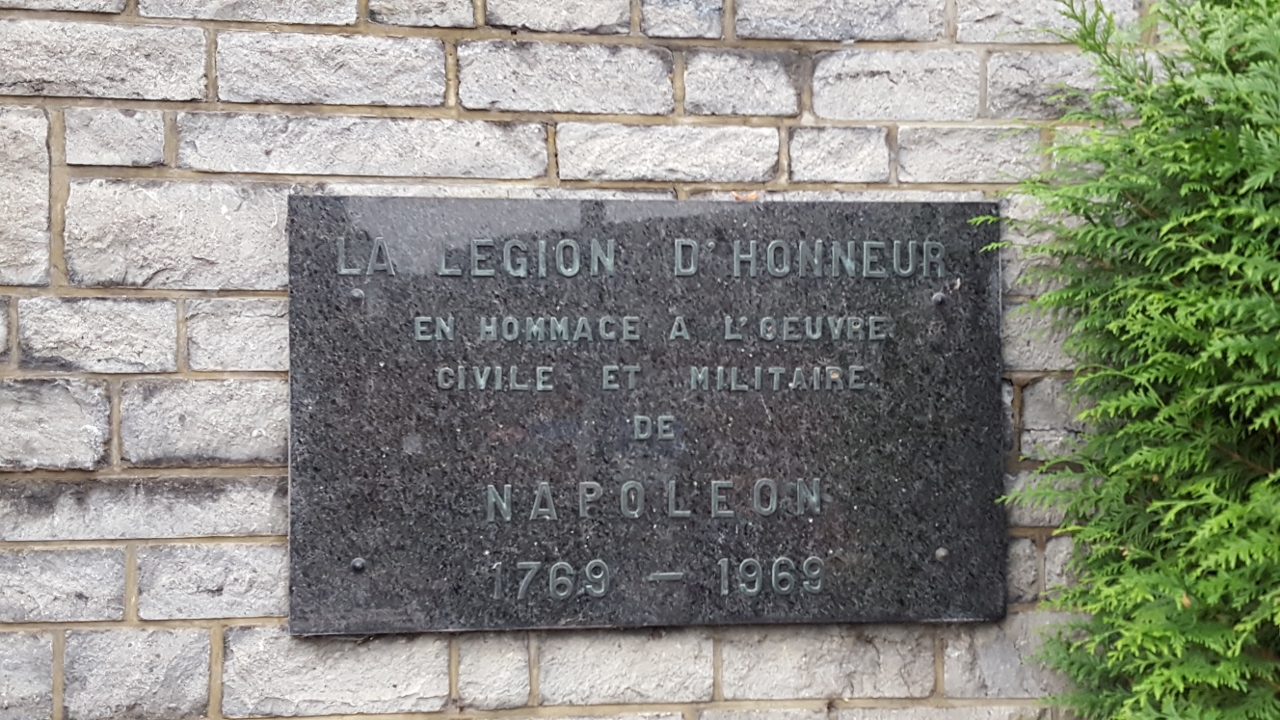 LA LEGION D'HONNEUR
EN HOMMAGE A L'OEUVRE
CIVILE ET MILITAIRE
DE
NAPOLEON
1769 — 1969